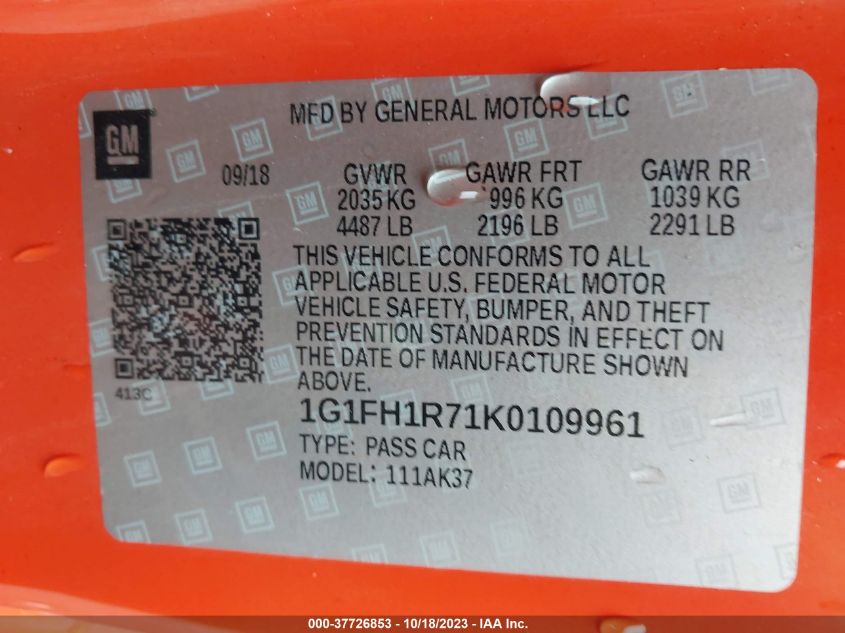 MFD BY GENERAL MOTORS LLC
GM
09/18 GVWR GAWR FRT GAWR RR
2035 KG 996 KG 1039 KG
4487 LB 2196 LB 2291 LB
THIS VEHICLE CONFORMS TO ALL
APPLICABLE U.S. FEDERAL MOTOR
VEHICLE SAFETY, BUMPER, AND THEFT
PREVENTION STANDARDS IN EFFECT ON
THE DATE OF MANUFACTURE SHOWN
ABOVE.
413C
1G1FH1R71K0109961
TYPE: PASS CAR
MODEL: 111AK37
000-37726853 - 10/18/2023 - IAA Inc.